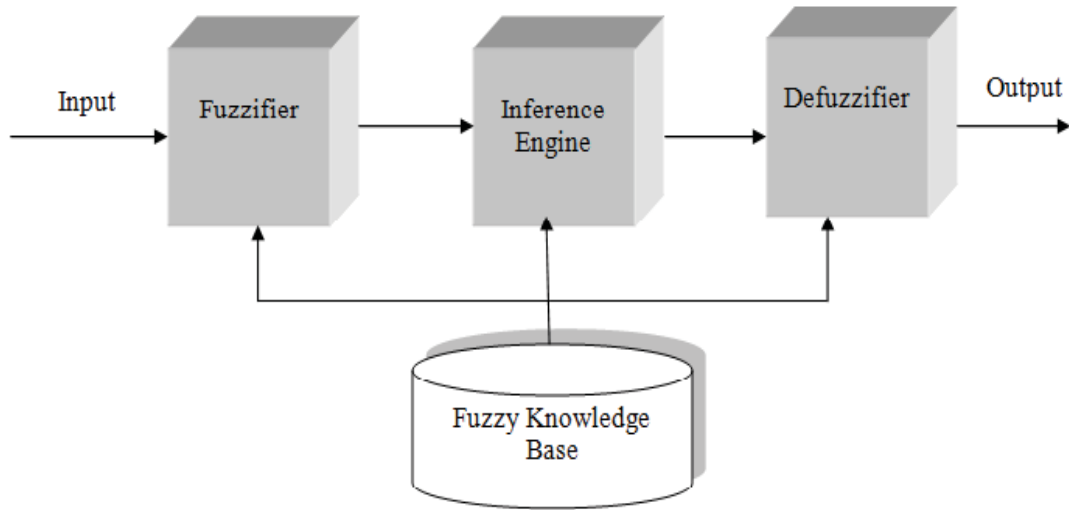 Input
Fuzzifier
Inference
Engine
Defuzzifier
Output
Fuzzy Knowledge
Base